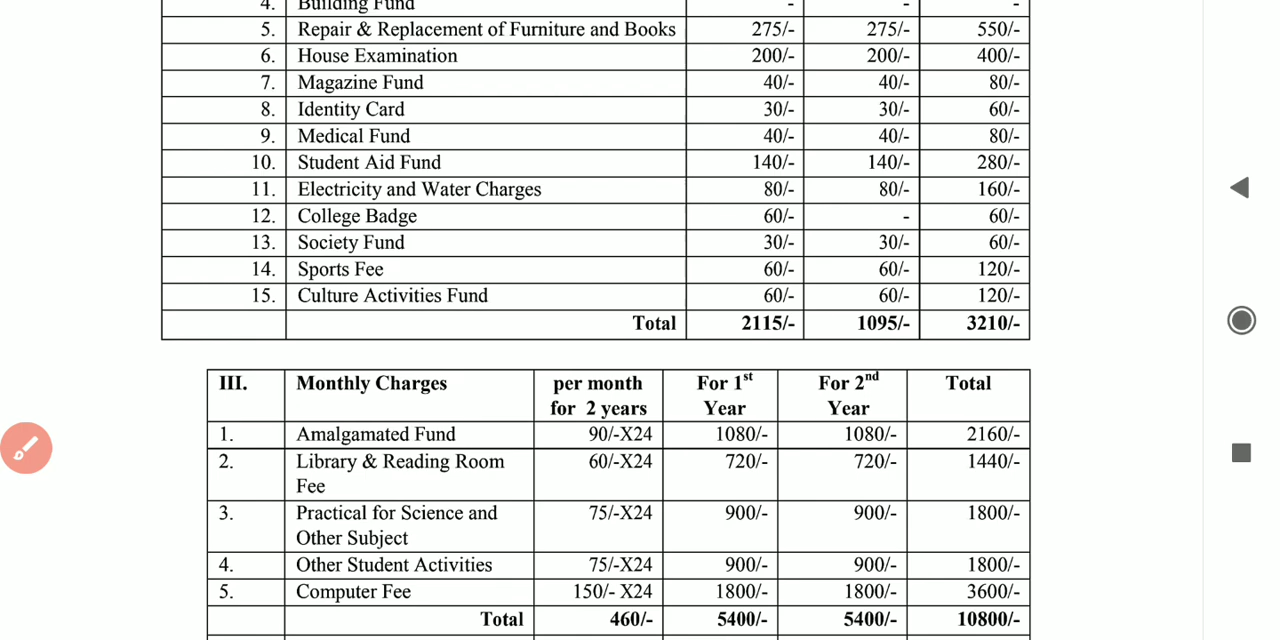 4. Building Fund - - -
5. Repair & Replacement of Furniture and Books 275/- 275/- 550/-
6. House Examination 200/- 200/- 400/-
7. Magazine Fund 40/- 40/- 80/-
8. Identity Card 30/- 30/- 60/-
9. Medical Fund 40/- 40/- 80/-
10. Student Aid Fund 140/- 140/- 280/-
11. Electricity and Water Charges 80/- 80/- 160/-
12. College Badge 60/- - 60/-
13. Society Fund 30/- 30/- 60/-
14. Sports Fee 60/- 60/- 120/-
15. Culture Activities Fund 60/- 60/- 120/-
Total 2115/- 1095/- 3210/-
III. Monthly Charges per month For 1st For 2nd Total
for 2 years Year Year
1. Amalgamated Fund 90/-X24 1080/- 1080/- 2160/-
2. Library & Reading Room 60/-X24 720/- 720/- 1440/-
Fee
3. Practical for Science and 75/-X24 900/- 900/- 1800/-
Other Subject
4. Other Student Activities 75/-X24 900/- 900/- 1800/-
5. Computer Fee 150/- X24 1800/- 1800/- 3600/-
Total 460/- 5400/- 5400/- 10800/-